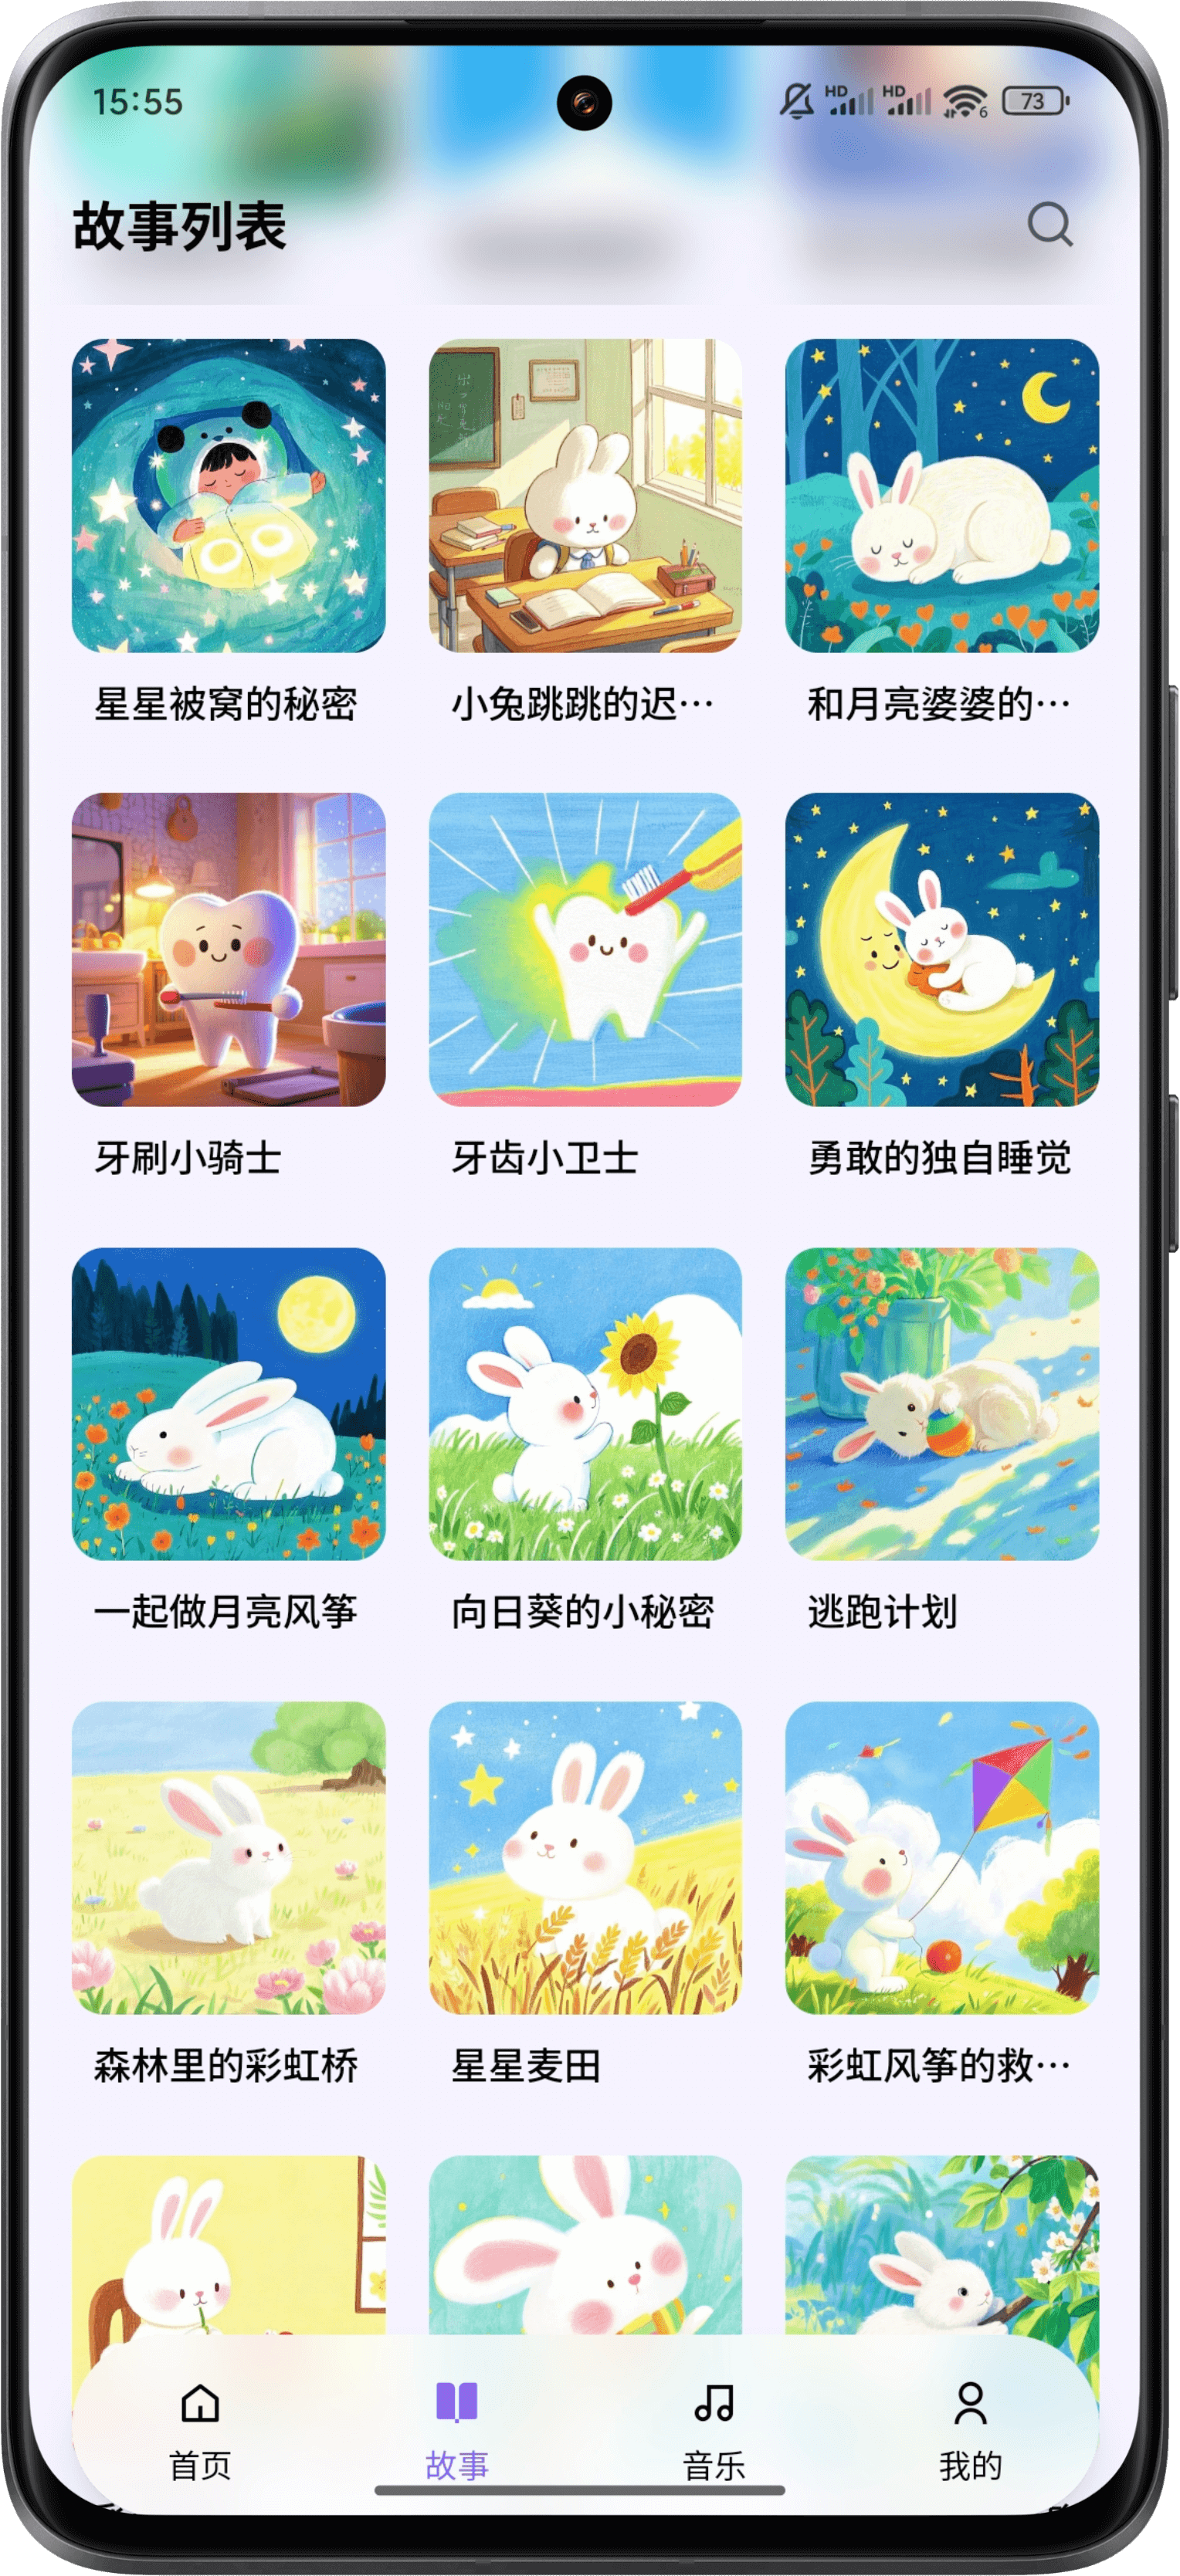 15:55
HD HD 6 73
故事列表
星星被窝的秘密
小兔跳跳的迟…
和月亮婆婆的…
牙刷小骑士
牙齿小卫士
勇敢的独自睡觉
一起做月亮风筝
向日葵的小秘密
逃跑计划
森林里的彩虹桥
星星麦田
彩虹风筝的救…
首页
故事
音乐
我的